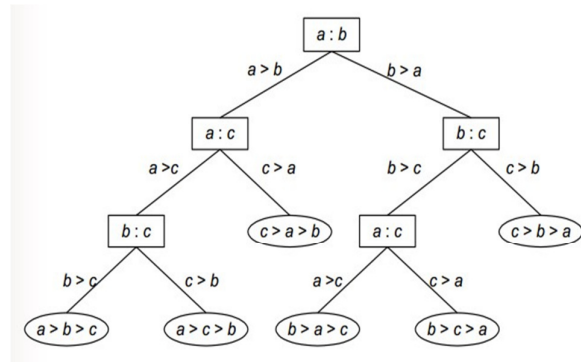 a : b
a > b
b > a
a : c
b : c
a >c
c > a
b > c
c > b
b : c
c > a > b
a : c
c > b > a
b > c
c > b
a >c
c > a
a > b > c
a > c > b
b > a > c
b > c > a